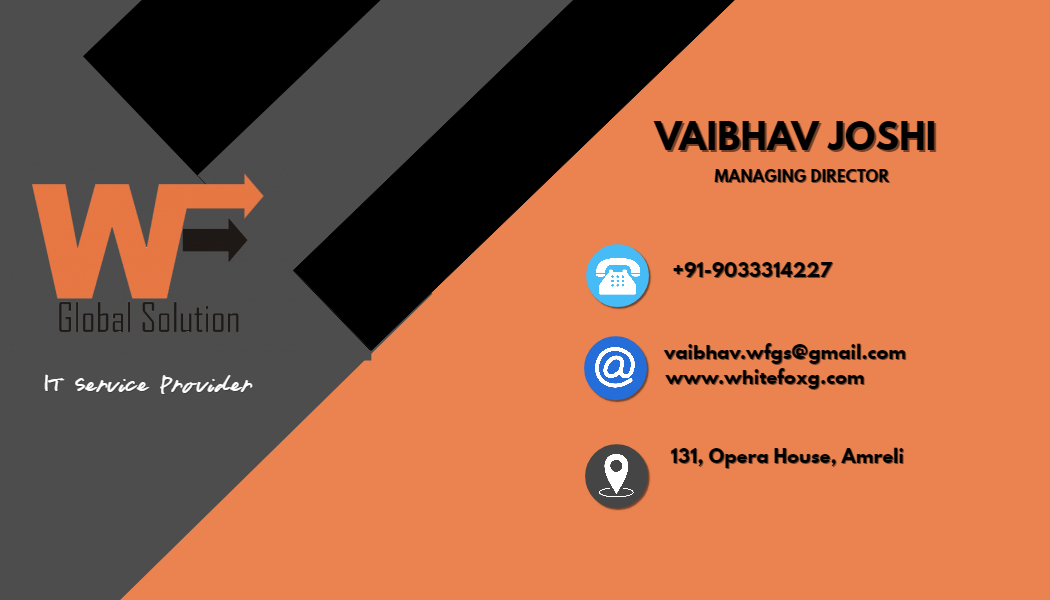 WF
Global Solution
IT Service Provider
VAIBHAV JOSHI
MANAGING DIRECTOR
+91-9033314227
vaibhav.wfgs@gmail.com
www.whitefoxg.com
131, Opera House, Amreli